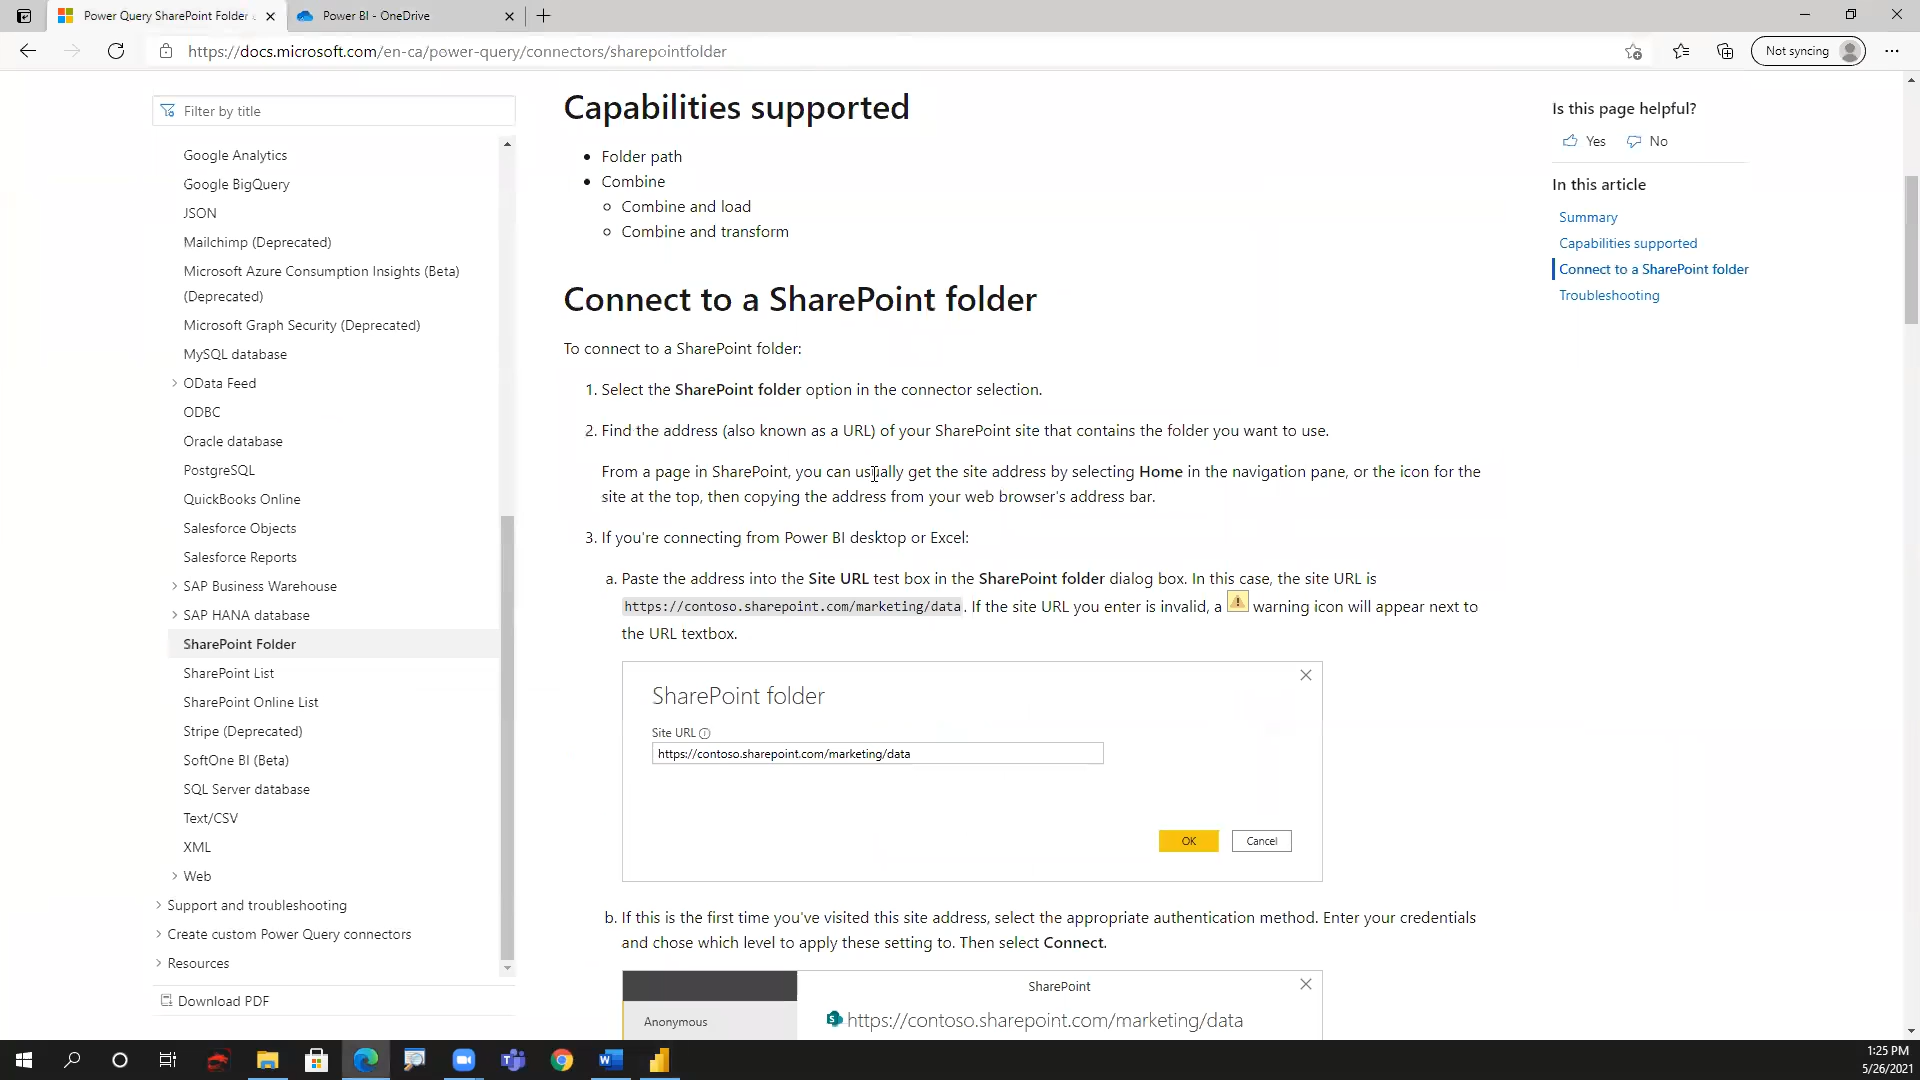 Power Query SharePoint Folder
Power BI - OneDrive
https://docs.microsoft.com/en-ca/power-query/connectors/sharepointfolder
Not syncing
Filter by title
Google Analytics
Google BigQuery
JSON
Mailchimp (Deprecated)
Microsoft Azure Consumption Insights (Beta)
(Deprecated)
Microsoft Graph Security (Deprecated)
MySQL database
OData Feed
ODBC
Oracle database
PostgreSQL
QuickBooks Online
Salesforce Objects
Salesforce Reports
SAP Business Warehouse
SAP HANA database
SharePoint Folder
SharePoint List
SharePoint Online List
Stripe (Deprecated)
SoftOne BI (Beta)
SQL Server database
Text/CSV
XML
Web
Support and troubleshooting
Create custom Power Query connectors
Resources
Download PDF
Capabilities supported
• Folder path
• Combine
○ Combine and load
○ Combine and transform
Connect to a SharePoint folder
To connect to a SharePoint folder:
1. Select the SharePoint folder option in the connector selection.
2. Find the address (also known as a URL) of your SharePoint site that contains the folder you want to use.
From a page in SharePoint, you can usually get the site address by selecting Home in the navigation pane, or the icon for the
site at the top, then copying the address from your web browser's address bar.
3. If you're connecting from Power BI desktop or Excel:
a. Paste the address into the Site URL test box in the SharePoint folder dialog box. In this case, the site URL is
https://contoso.sharepoint.com/marketing/data. If the site URL you enter is invalid, a warning icon will appear next to
the URL textbox.
SharePoint folder
Site URL
https://contoso.sharepoint.com/marketing/data
OK
Cancel
b. If this is the first time you've visited this site address, select the appropriate authentication method. Enter your credentials
and chose which level to apply these setting to. Then select Connect.
SharePoint
Anonymous
https://contoso.sharepoint.com/marketing/data
Is this page helpful?
Yes
No
In this article
Summary
Capabilities supported
Connect to a SharePoint folder
Troubleshooting
1:25 PM
5/26/2021